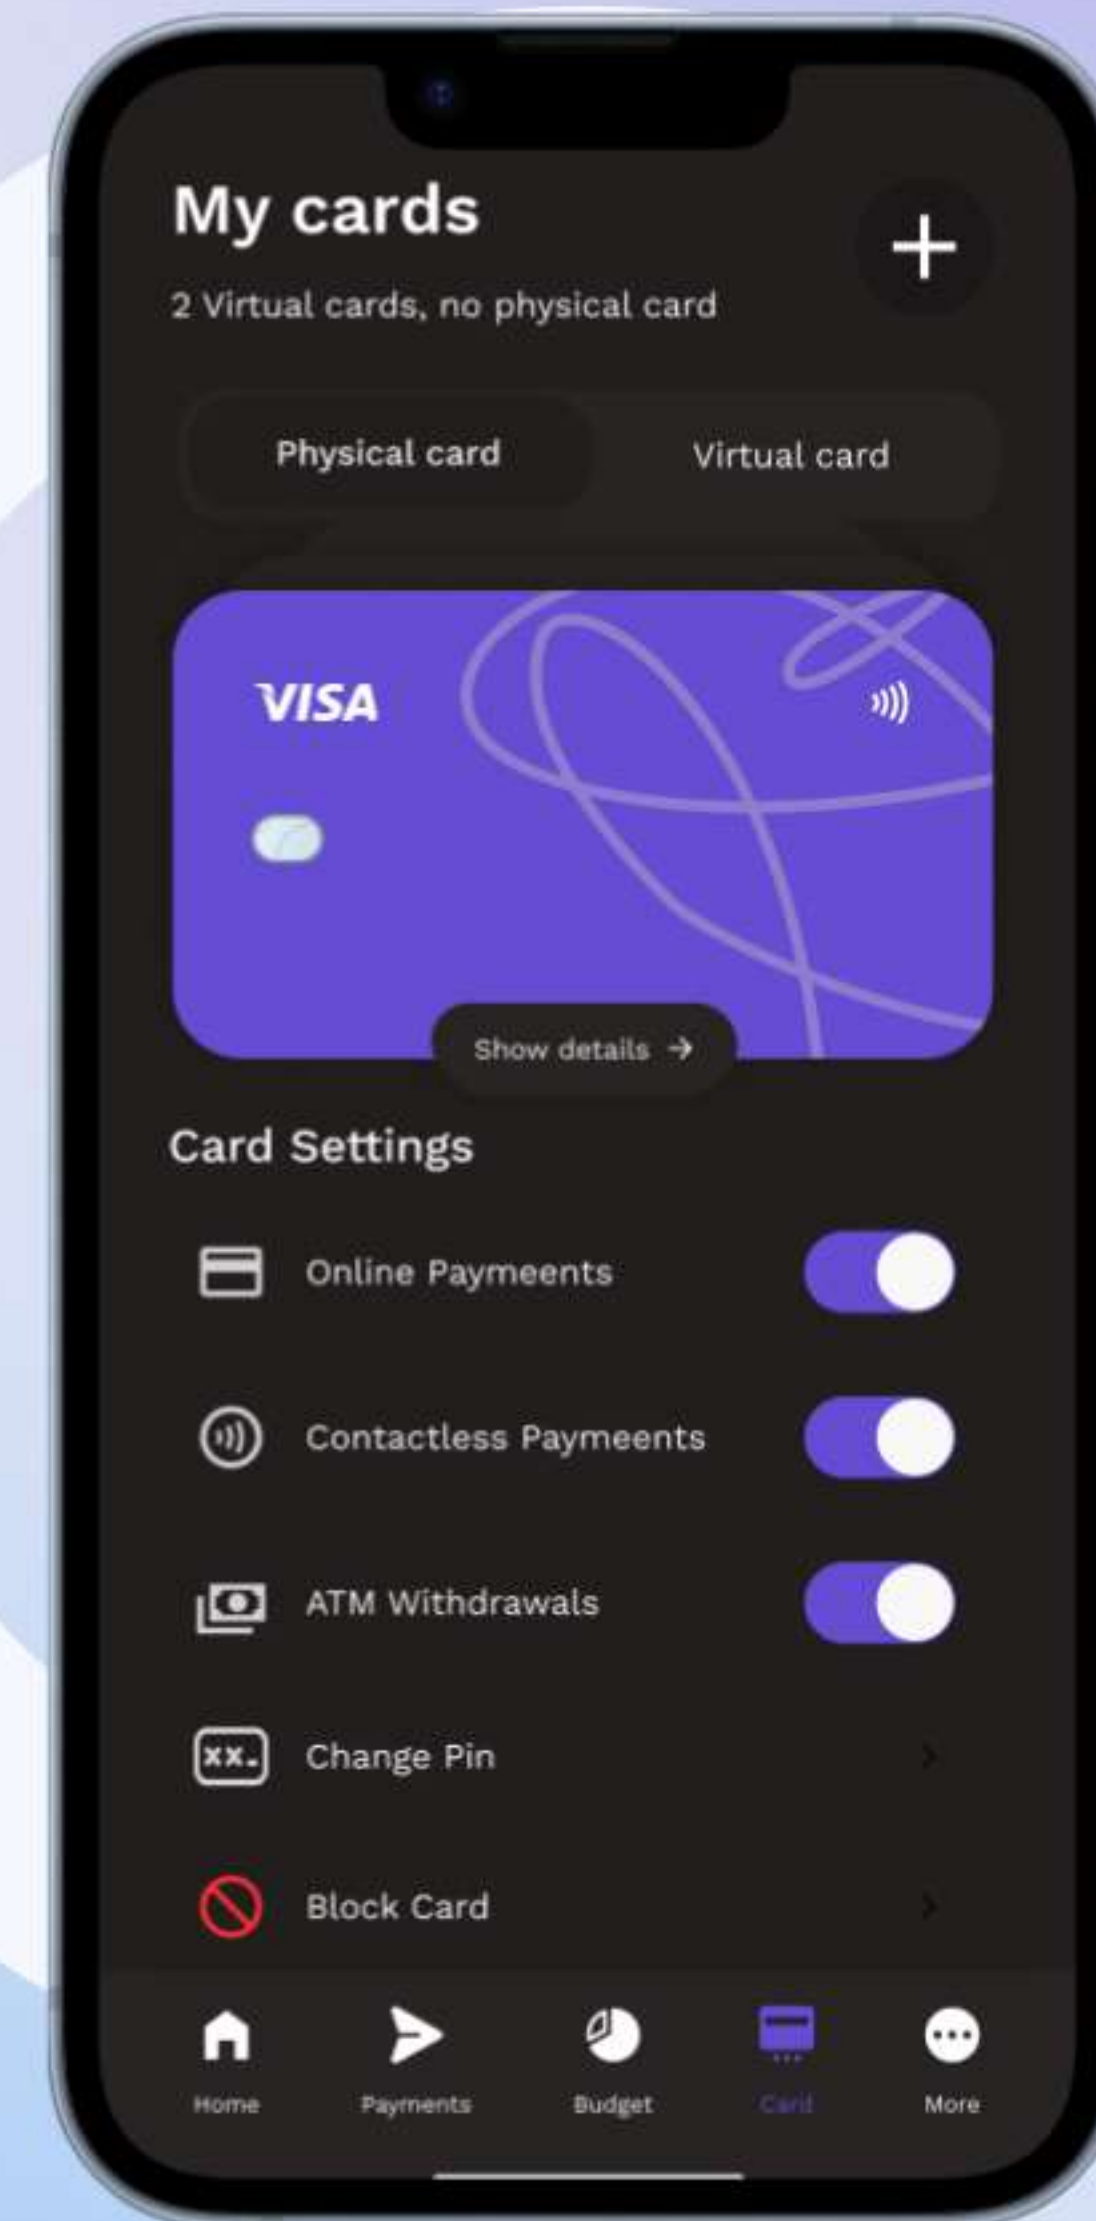 My cards
2 Virtual cards, no physical card
Physical card
Virtual card
VISA
Show details →
Card Settings
Online Paymeents
Contactless Paymeents
ATM Withdrawals
xx-
Change Pin
Block Card
Home
Payments
Budget
Card
More